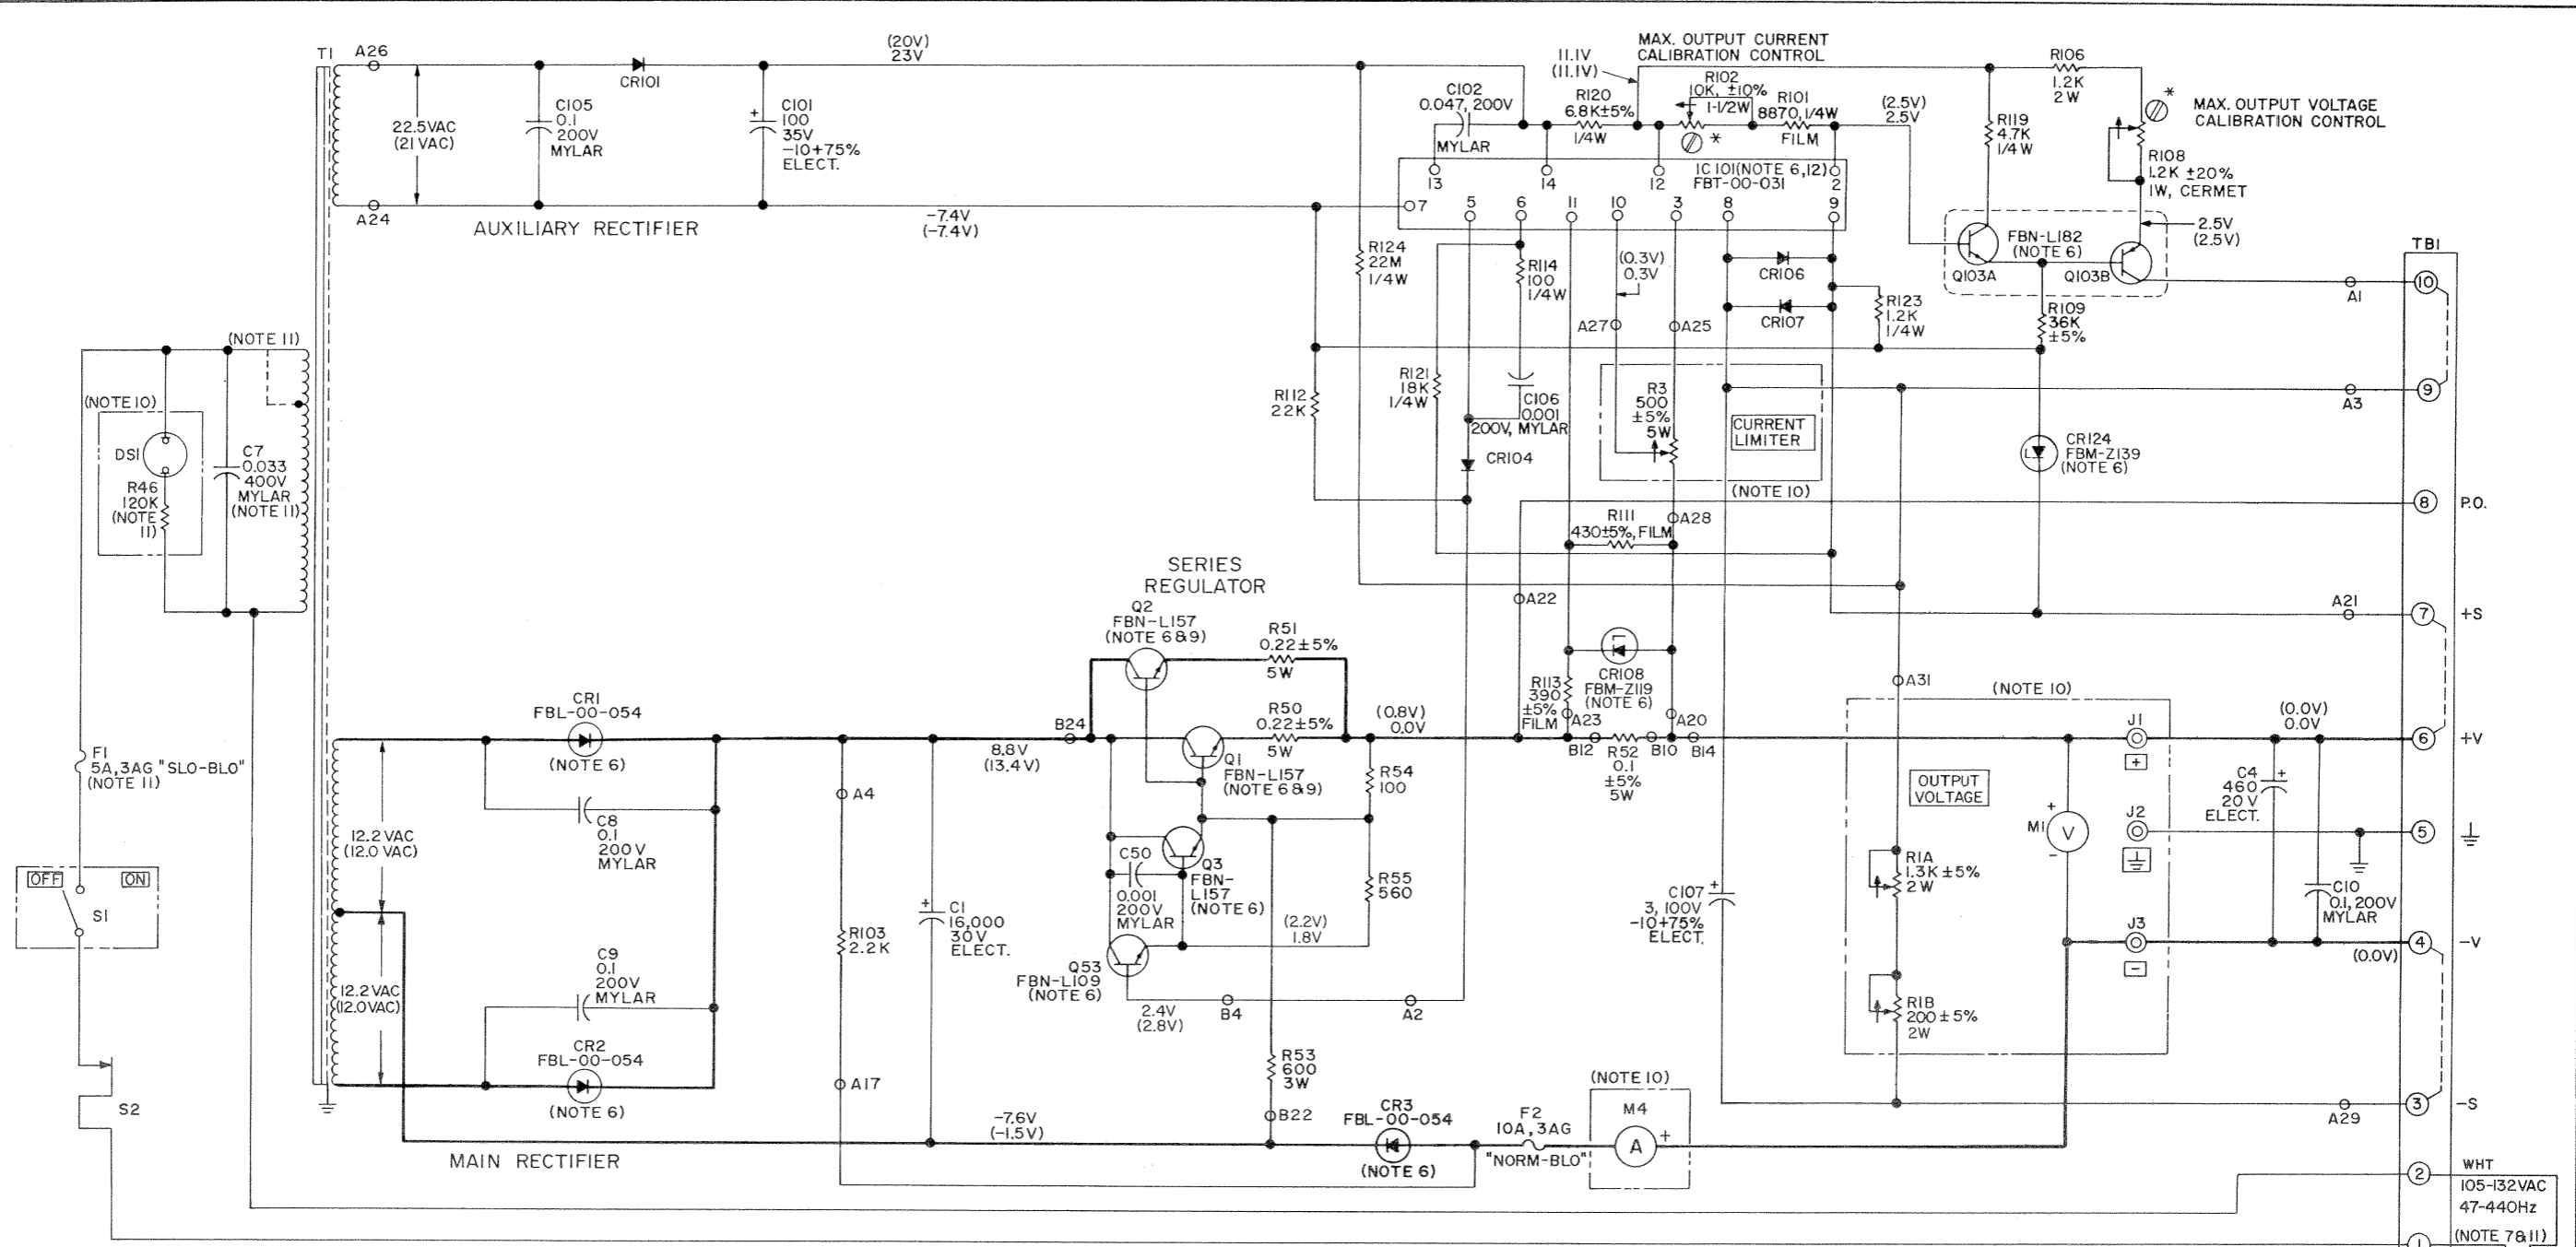 T1
A26
(20V)
23V
CR101
C105
0.1
200V
MYLAR
C101
+
100
35V
-10+75%
ELECT.
22.5VAC
(21VAC)
A24
AUXILIARY RECTIFIER
-7.4V
(-7.4V)
11.1V
(11.1V)
MAX. OUTPUT CURRENT
CALIBRATION CONTROL
C102
0.047, 200V
MYLAR
R120
6.8K±5%
1/4W
R102
10K, ±10%
1-1/2W
*
R101
8870, 1/4W
FILM
(2.5V)
2.5V
R106
1.2K
2W
*
MAX. OUTPUT VOLTAGE
CALIBRATION CONTROL
R119
4.7K
1/4W
R108
1.2K ±20%
1W, CERMET
IC101(NOTE 6,12)
FBT-00-031
13
14
12
2
7
5
6
11
10
3
8
9
2.5V
(2.5V)
FBN-L182
(NOTE 6)
Q103A
Q103B
R124
22M
1/4W
R114
100
1/4W
(0.3V)
0.3V
A27
A25
CR106
CR107
R123
1.2K
1/4W
R109
36K
±5%
TB1
10
A1
9
A3
R112
22K
R121
18K
1/4W
C106
0.001
200V, MYLAR
R3
500
±5%
5W
CURRENT
LIMITER
(NOTE 10)
CR104
CR124
FBM-Z139
(NOTE 6)
8
P.O.
R111
430±5%, FILM
A28
A22
A21
7
+S
(NOTE 11)
(NOTE 10)
DS1
R46
120K
(NOTE
11)
C7
0.033
400V
MYLAR
(NOTE 11)
F1
5A,3AG "SLO-BLO"
(NOTE 11)
OFF
ON
S1
S2
SERIES
REGULATOR
Q2
FBN-L157
(NOTE 6&9)
R51
0.22±5%
5W
R50
0.22±5%
5W
Q1
FBN-L157
(NOTE 6&9)
(0.8V)
0.0V
CR1
FBL-00-054
(NOTE 6)
C8
0.1
200V
MYLAR
12.2 VAC
(12.0 VAC)
12.2VAC
(12.0VAC)
C9
0.1
200V
MYLAR
CR2
FBL-00-054
(NOTE 6)
MAIN RECTIFIER
B24
8.8V
(13.4V)
A4
R103
2.2K
A17
+
C1
16,000
30V
ELECT.
C50
0.001
200V
MYLAR
Q3
FBN-
L157
(NOTE 6)
R54
100
R55
560
(2.2V)
1.8V
Q53
FBN-L109
(NOTE 6)
2.4V
(2.8V)
B4
A2
R53
600
3W
B22
-7.6V
(-1.5V)
CR3
FBL-00-054
(NOTE 6)
F2
10A, 3AG
"NORM-BLO"
(NOTE 10)
M4
A
+
R113
390
±5%
FILM
A23
CR108
FBM-Z119
(NOTE 6)
A20
B12
R52
0.1
±5%
5W
B10
B14
A31
(NOTE 10)
OUTPUT
VOLTAGE
J1
+
(0.0V)
0.0V
6
+V
+
M1
V
-
J2
C4
+
460
20V
ELECT.
5
R1A
1.3K±5%
2W
C107
+
3, 100V
-10+75%
ELECT.
J3
-
C10
0.1, 200V
MYLAR
(0.0V)
4
-V
R1B
200±5%
2W
A29
3
-S
2
WHT
105-132VAC
47-440Hz
1
(NOTE 7&11)